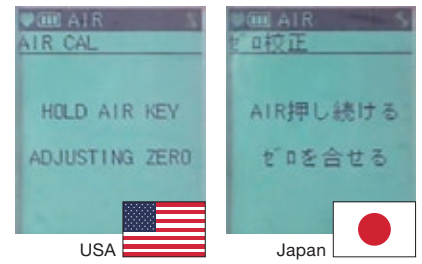 AIR
AIR CAL
HOLD AIR KEY
ADJUSTING ZERO
USA
AIR
ゼロ校正
AIR押し続ける
ゼロを合せる
Japan